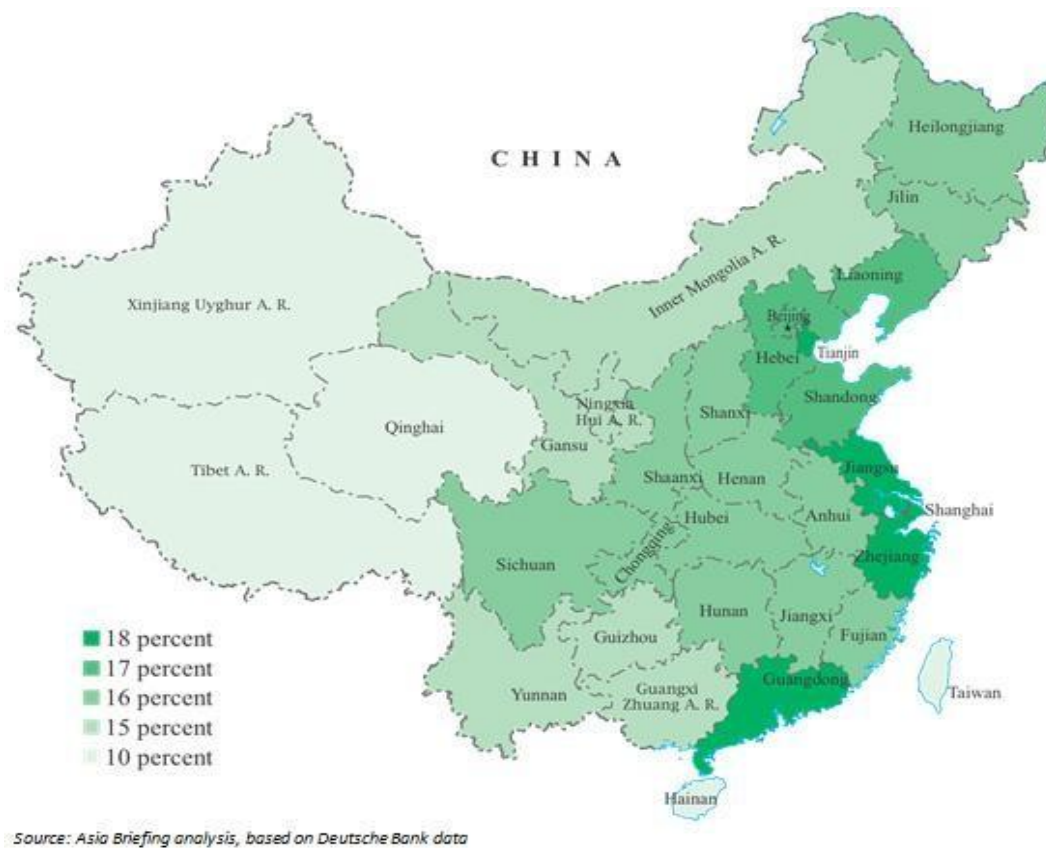 CHINA
Heilongjiang
Jilin
Liaoning
Inner Mongolia A. R.
Xinjiang Uyghur A. R.
Beijing
Tianjin
Hebei
Shandong
Ningxia
Hui A. R.
Shanxi
Qinghai
Gansu
Tibet A. R.
Shaanxi
Henan
Jiangsu
Shanghai
Anhui
Hubei
Chongqing
Zhejiang
Sichuan
Hunan
Jiangxi
Guizhou
Fujian
Guangdong
Yunnan
Guangxi
Zhuang A. R.
Taiwan
Hainan
18 percent
17 percent
16 percent
15 percent
10 percent
Source: Asia Briefing analysis, based on Deutsche Bank data